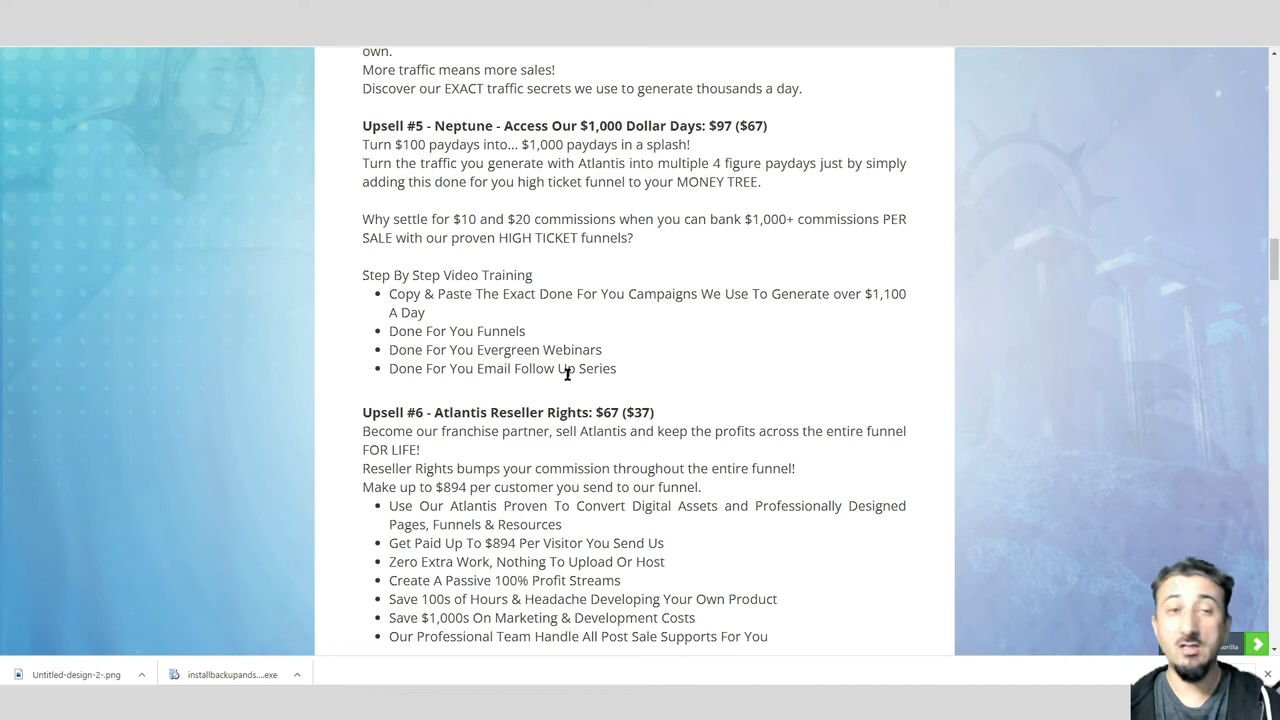 own.
More traffic means more sales!
Discover our EXACT traffic secrets we use to generate thousands a day.
Upsell #5 - Neptune - Access Our $1,000 Dollar Days: $97 ($67)
Turn $100 paydays into... $1,000 paydays in a splash!
Turn the traffic you generate with Atlantis into multiple 4 figure paydays just by simply
adding this done for you high ticket funnel to your MONEY TREE.
Why settle for $10 and $20 commissions when you can bank $1,000+ commissions PER
SALE with our proven HIGH TICKET funnels?
Step By Step Video Training
• Copy & Paste The Exact Done For You Campaigns We Use To Generate over $1,100
A Day
• Done For You Funnels
• Done For You Evergreen Webinars
• Done For You Email Follow Up Series
Upsell #6 - Atlantis Reseller Rights: $67 ($37)
Become our franchise partner, sell Atlantis and keep the profits across the entire funnel
FOR LIFE!
Reseller Rights bumps your commission throughout the entire funnel!
Make up to $894 per customer you send to our funnel.
• Use Our Atlantis Proven To Convert Digital Assets and Professionally Designed
Pages, Funnels & Resources
• Get Paid Up To $894 Per Visitor You Send Us
• Zero Extra Work, Nothing To Upload Or Host
• Create A Passive 100% Profit Streams
• Save 100s of Hours & Headache Developing Your Own Product
• Save $1,000s On Marketing & Development Costs
• Our Professional Team Handle All Post Sale Supports For You
Untitled-design-2-.png
installbackupands....exe